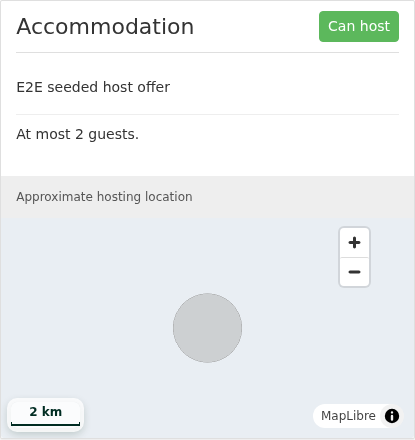 Accommodation
Can host
E2E seeded host offer
At most 2 guests.
Approximate hosting location
+
−
2 km
MapLibre